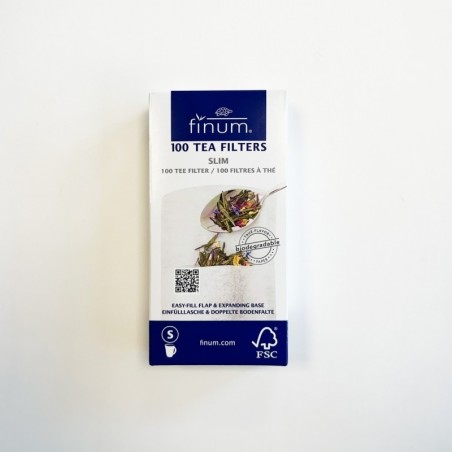 finum®
100 TEA FILTERS
SLIM
100 TEE FILTER / 100 FILTRES À THÉ
biodegradable
PAPER
EASY-FILL FLAP & EXPANDING BASE
EINFÜLLLASCHE & DOPPELTE BODENFALTE
S
finum.com
FSC